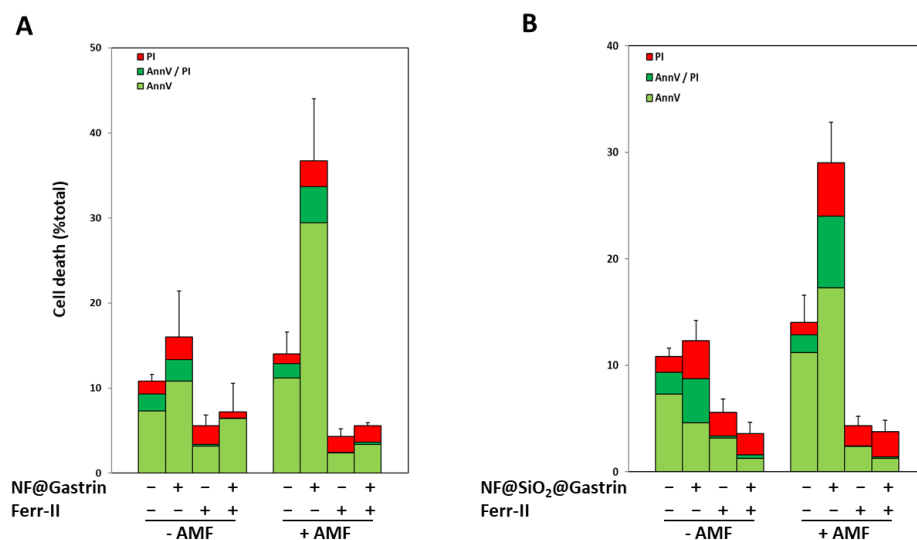 A
50
40
30
20
10
0
Cell death (%total)
PI
AnnV / PI
AnnV
NF@Gastrin − + − + − + − +
Ferr-II − − + + − − + +
- AMF + AMF
B
40
30
20
10
0
PI
AnnV / PI
AnnV
NF@SiO₂@Gastrin − + − + − + − +
Ferr-II − − + + − − + +
- AMF + AMF